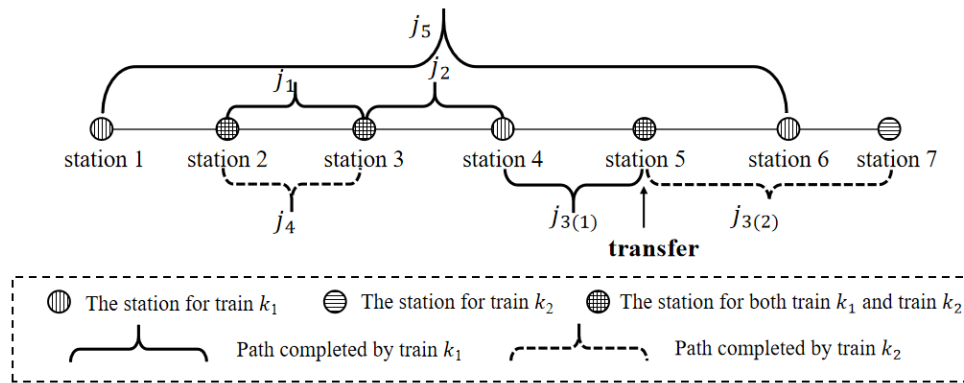 j₅
j₁ j₂
station 1 station 2 station 3 station 4 station 5 station 6 station 7
j₄ j₃₍₁₎ j₃₍₂₎
transfer
The station for train k₁ The station for train k₂ The station for both train k₁ and train k₂
Path completed by train k₁ Path completed by train k₂